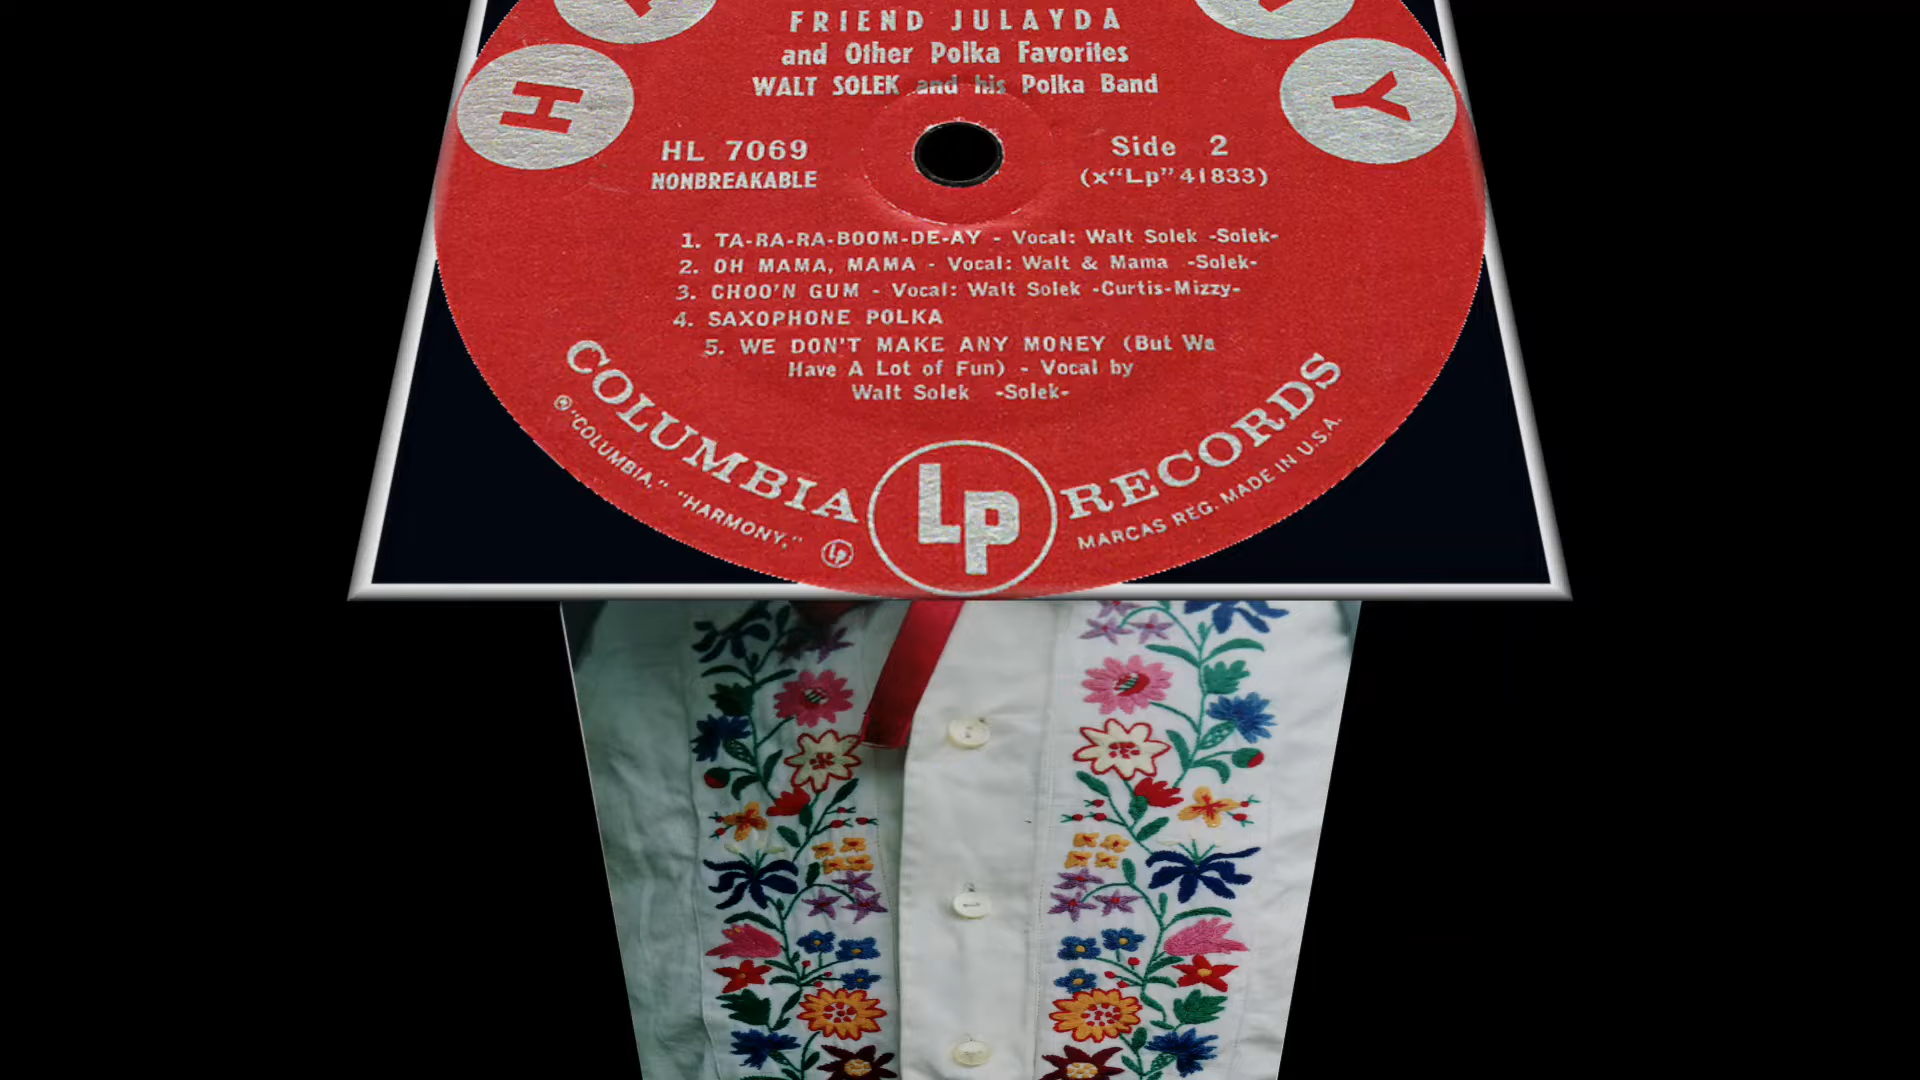 FRIEND JULAYDA
and Other Polka Favorites
WALT SOLEK and his Polka Band
H
Y
HL 7069
NONBREAKABLE
Side 2
(x“Lp” 41833)
1. TA-RA-RA-BOOM-DE-AY - Vocal: Walt Solek -Solek-
2. OH MAMA, MAMA - Vocal: Walt & Mama -Solek-
3. CHOO'N GUM - Vocal: Walt Solek -Curtis-Mizzy-
4. SAXOPHONE POLKA
5. WE DON'T MAKE ANY MONEY (But We
Have A Lot of Fun) - Vocal by
Walt Solek -Solek-
COLUMBIA Lp RECORDS
® "COLUMBIA," "HARMONY," Lp MARCAS REG. MADE IN U.S.A.